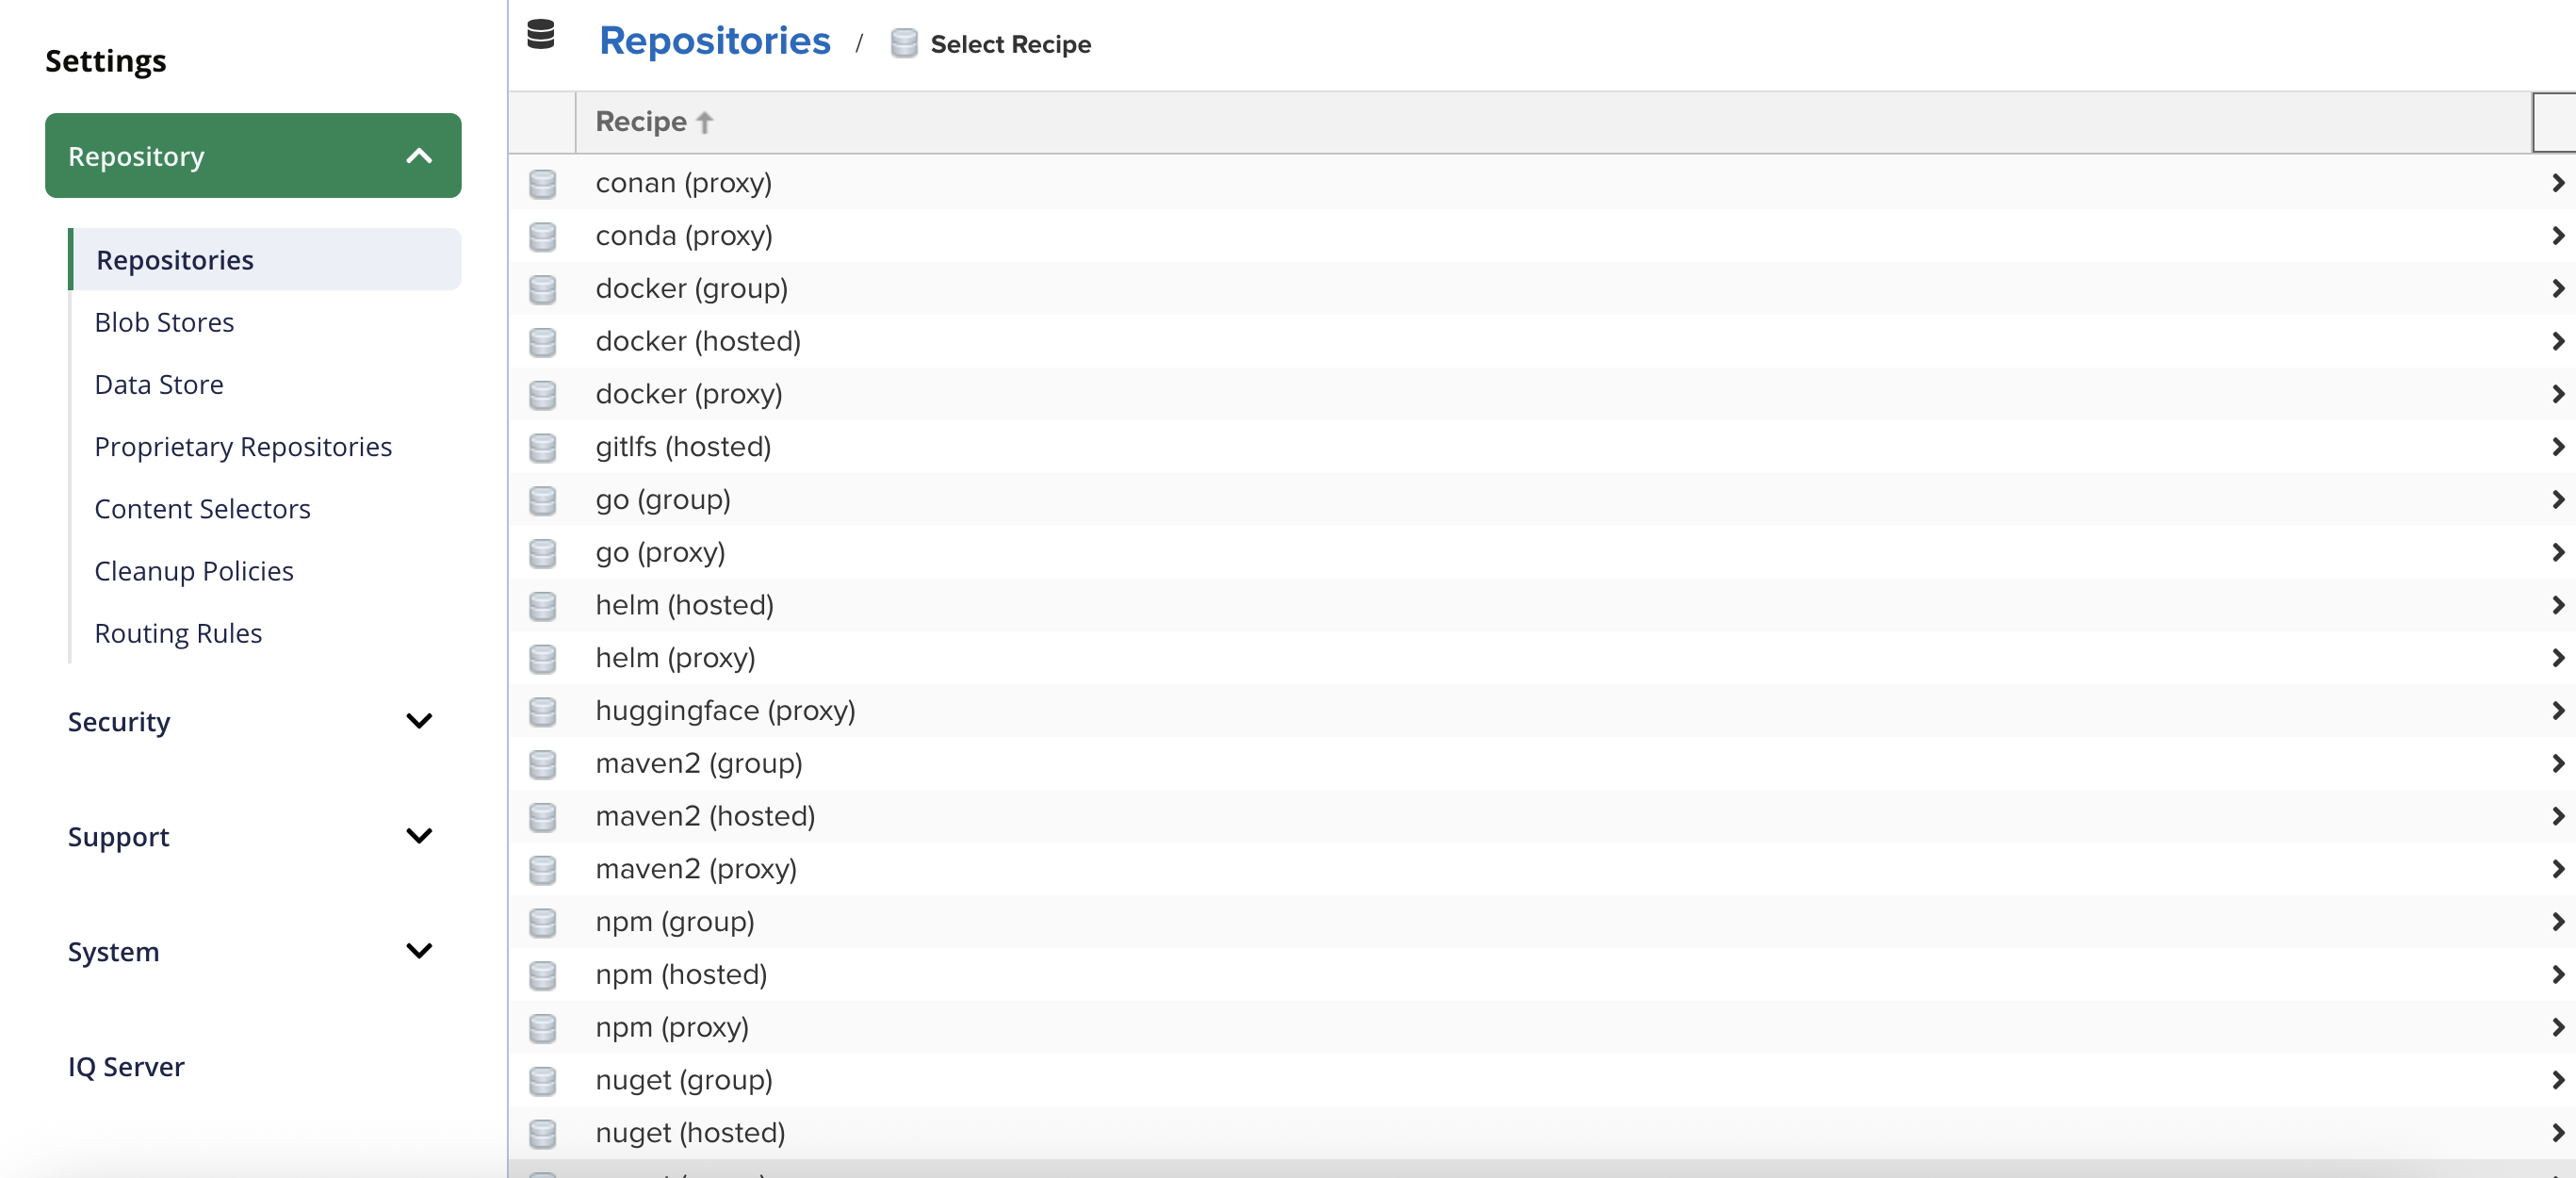 Settings
Repository
Repositories
Blob Stores
Data Store
Proprietary Repositories
Content Selectors
Cleanup Policies
Routing Rules
Security
Support
System
IQ Server
Repositories / Select Recipe
Recipe
conan (proxy)
conda (proxy)
docker (group)
docker (hosted)
docker (proxy)
gitlfs (hosted)
go (group)
go (proxy)
helm (hosted)
helm (proxy)
huggingface (proxy)
maven2 (group)
maven2 (hosted)
maven2 (proxy)
npm (group)
npm (hosted)
npm (proxy)
nuget (group)
nuget (hosted)